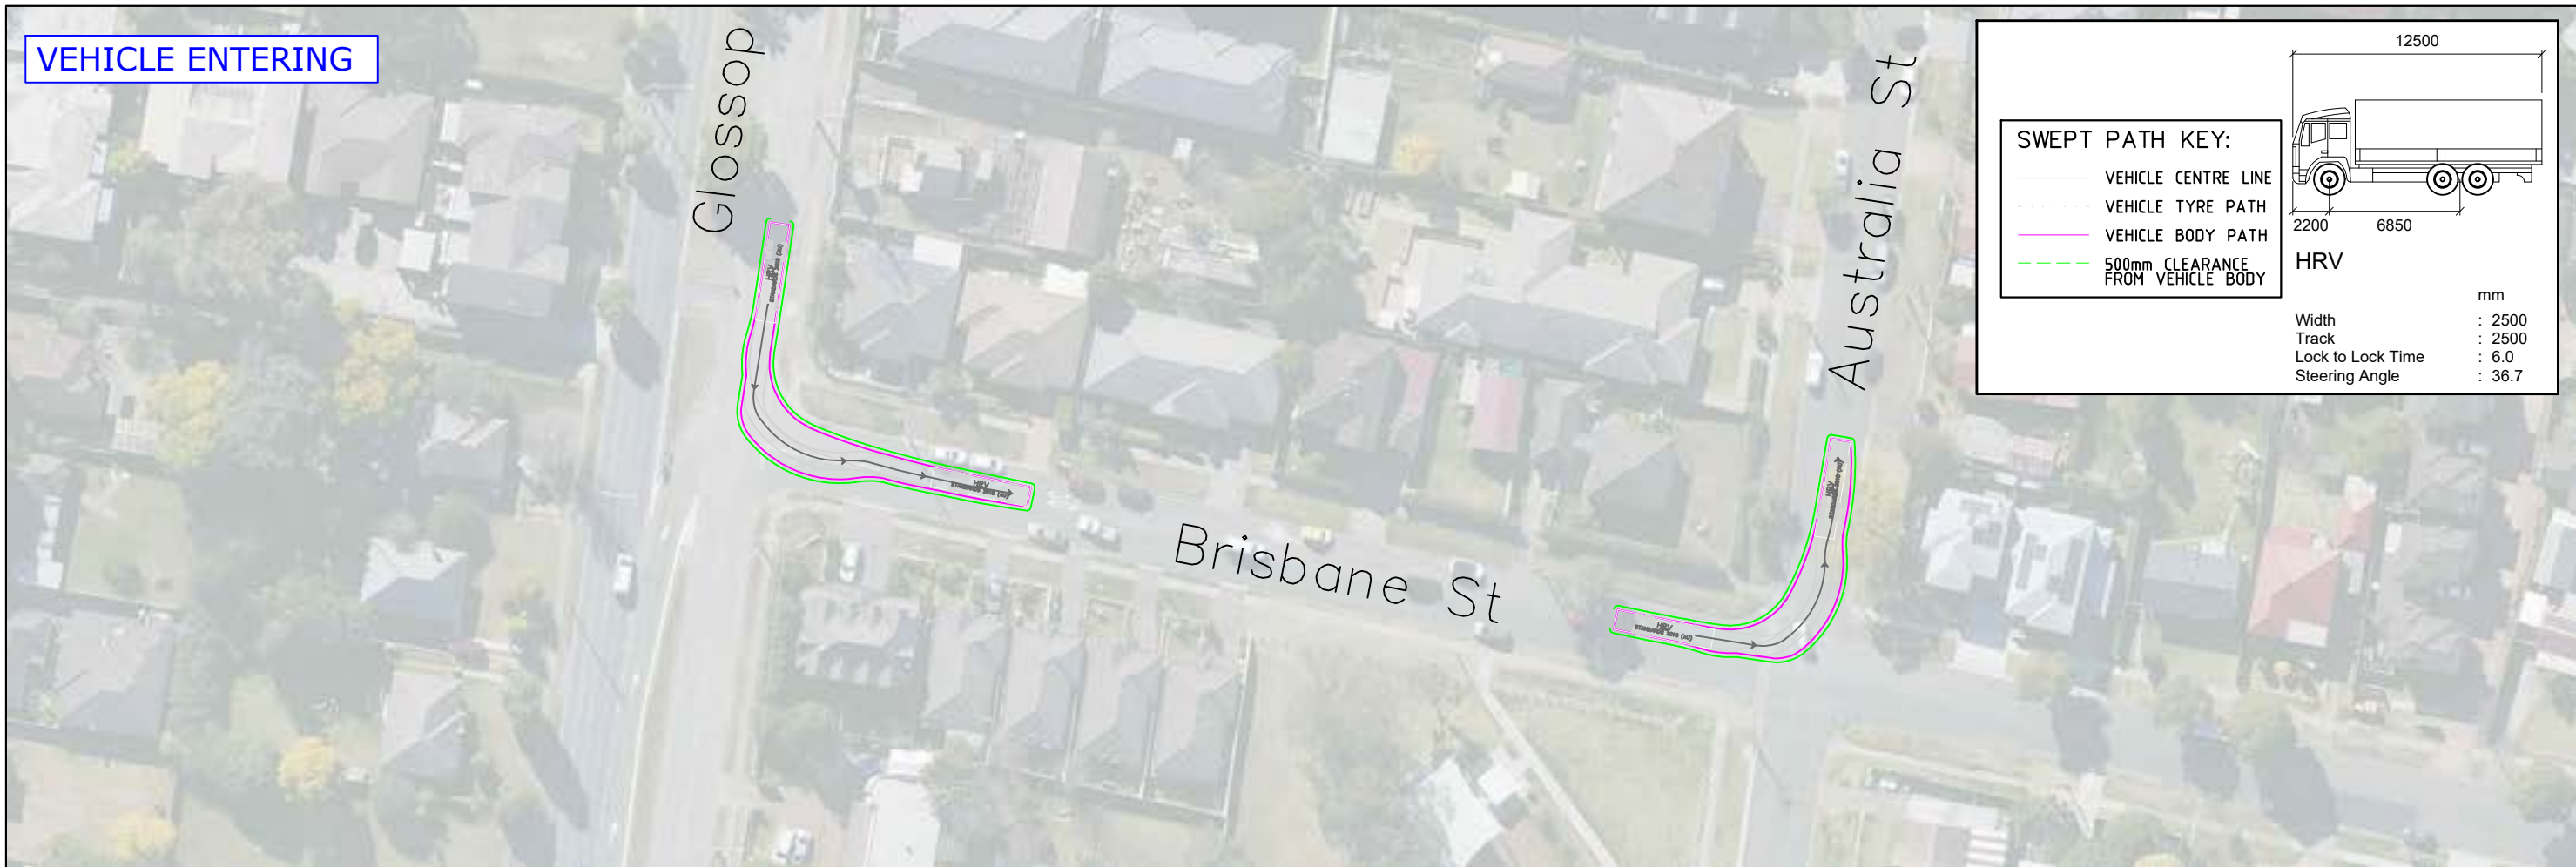 VEHICLE ENTERING
Glossop
Australia St
Brisbane St
HRV
HRV
HRV
HRV
SWEPT PATH KEY:
VEHICLE CENTRE LINE
VEHICLE TYRE PATH
VEHICLE BODY PATH
500mm CLEARANCE
FROM VEHICLE BODY
12500
2200
6850
HRV
mm
Width : 2500
Track : 2500
Lock to Lock Time : 6.0
Steering Angle : 36.7